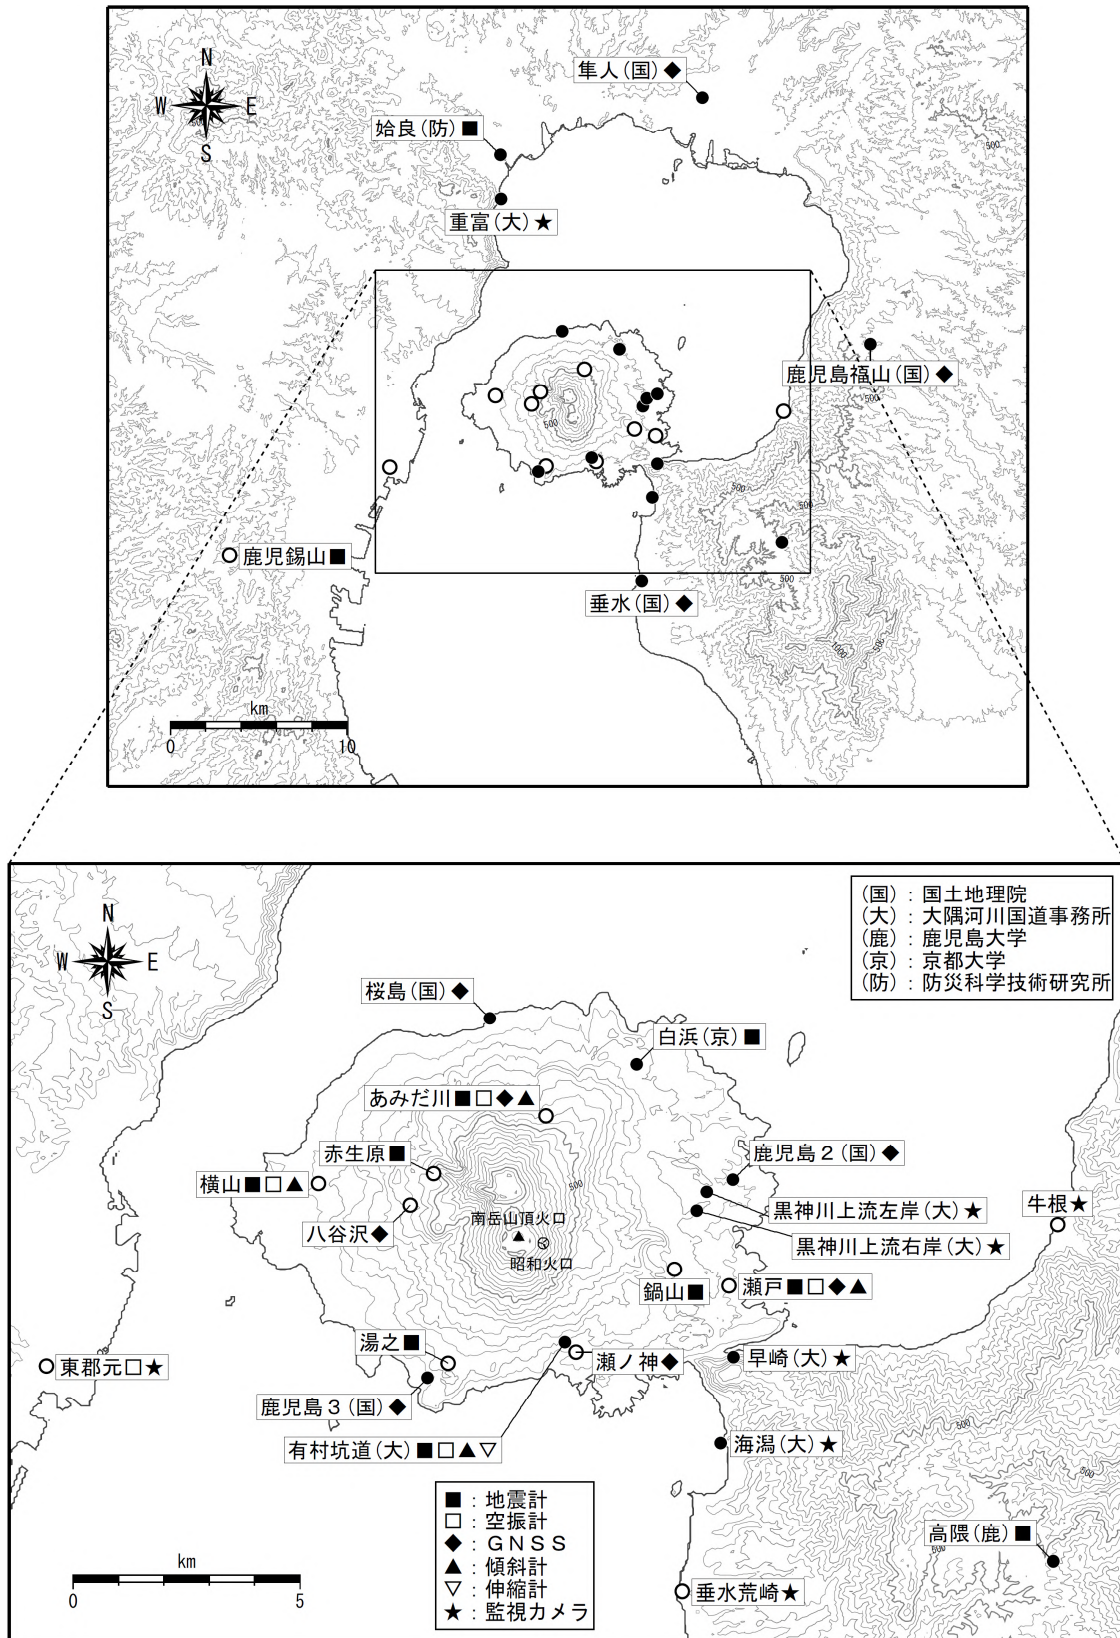 N
W E
S
隼人(国)◆
姶良(防)■
重富(大)★
鹿児島福山(国)◆
鹿児錫山■
垂水(国)◆
500
500
500
500
500
500
1000
500
km
0 10
N
W E
S
(国):国土地理院
(大):大隅河川国道事務所
(鹿):鹿児島大学
(京):京都大学
(防):防災科学技術研究所
桜島(国)◆
白浜(京)■
あみだ川■□◆▲
赤生原■
横山■□▲
八谷沢◆
鹿児島2(国)◆
黒神川上流左岸(大)★
黒神川上流右岸(大)★
牛根★
500
南岳山頂火口
昭和火口
鍋山■
瀬戸■□◆▲
湯之■
瀬ノ神◆
早崎(大)★
東郡元□★
鹿児島3(国)◆
有村坑道(大)■□▲▽
海潟(大)★
500
500
高隈(鹿)■
500
垂水荒崎★
■:地震計
□:空振計
◆:GNSS
▲:傾斜計
▽:伸縮計
★:監視カメラ
km
0 5